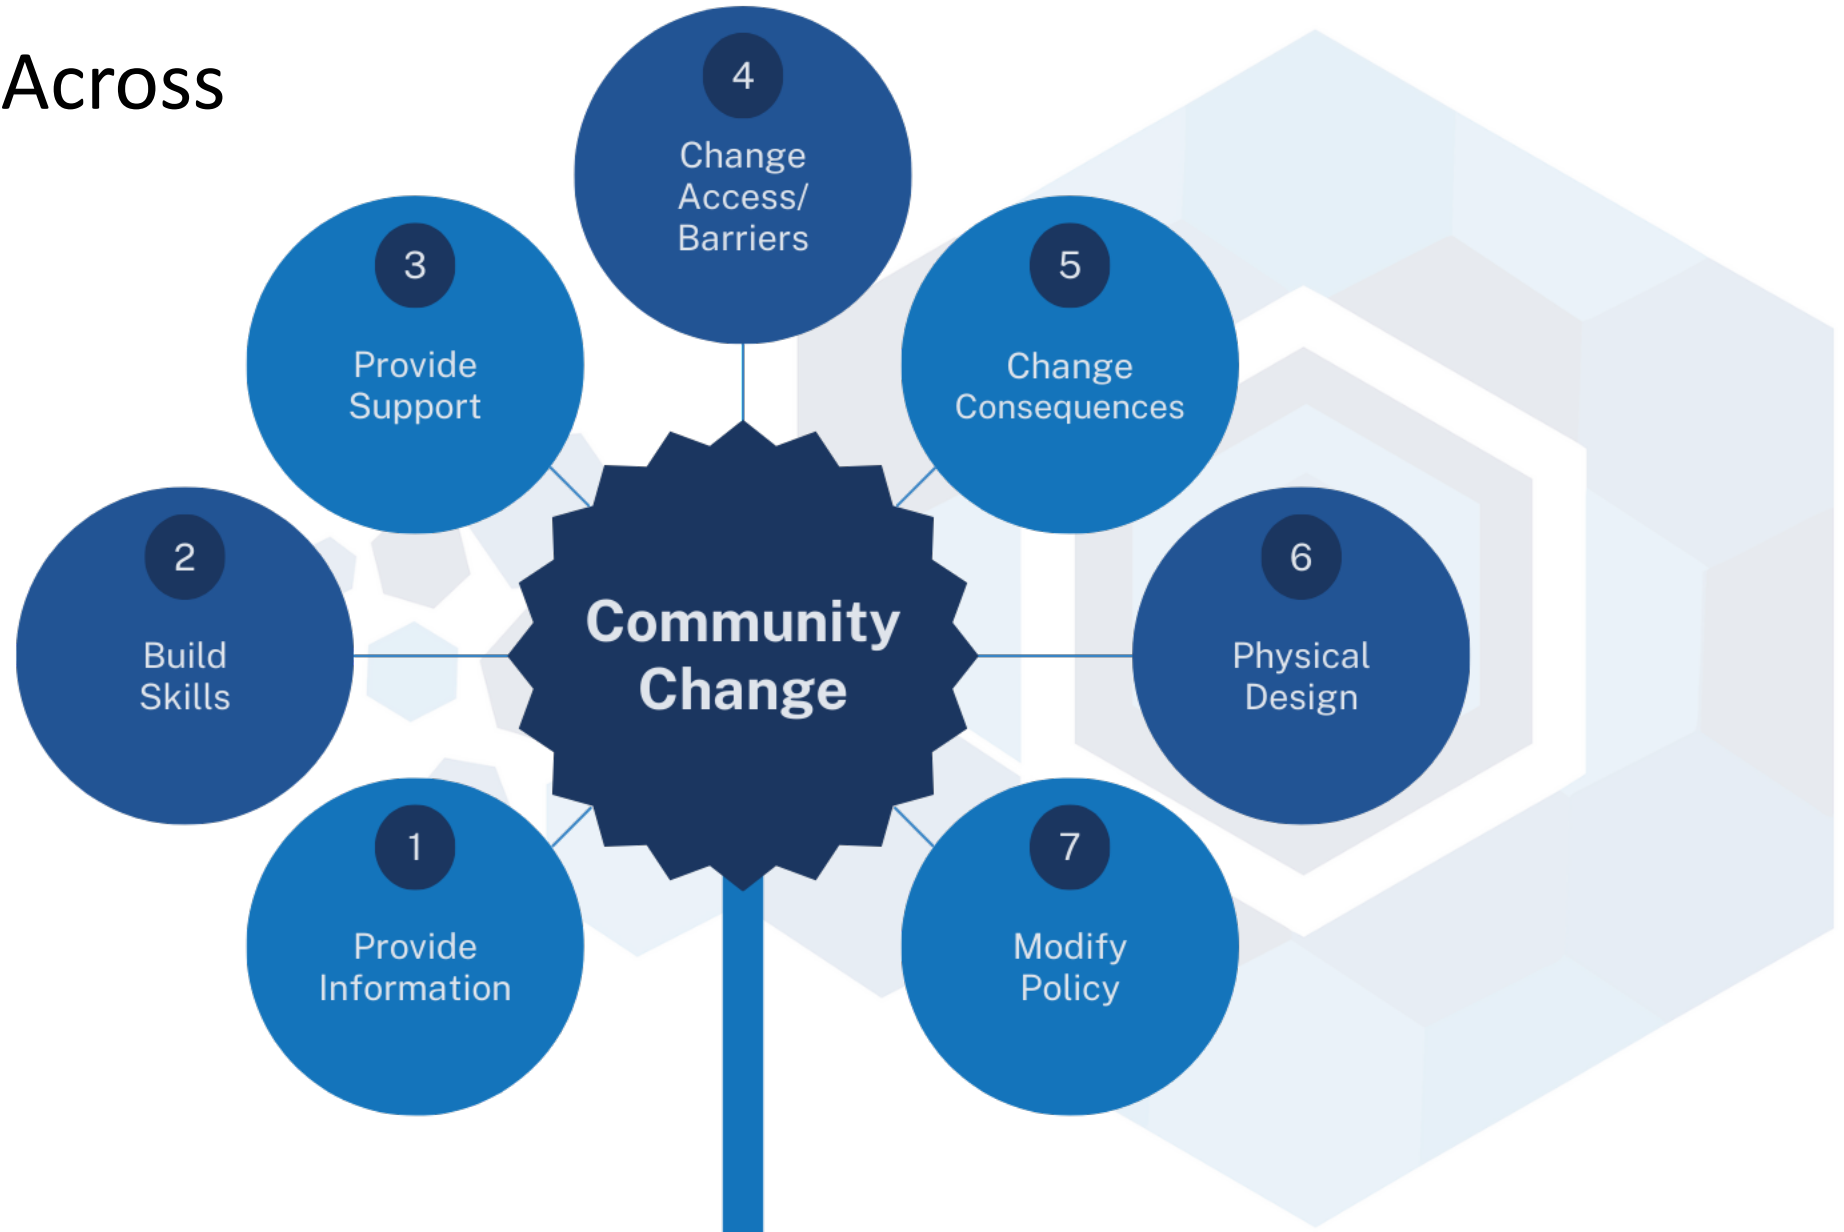 Across
4
Change
Access/
Barriers
3
Provide
Support
5
Change
Consequences
2
Build
Skills
Community
Change
6
Physical
Design
1
Provide
Information
7
Modify
Policy